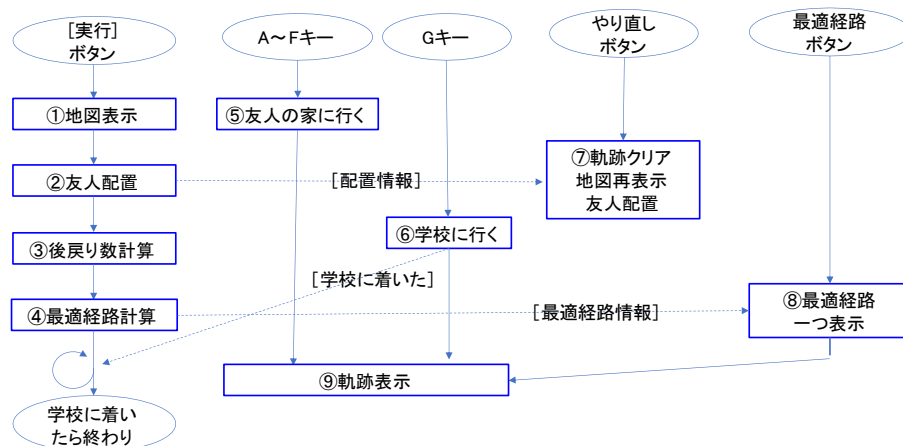 [実行]
ボタン
A～Fキー
Gキー
やり直し
ボタン
最適経路
ボタン
①地図表示
⑤友人の家に行く
②友人配置
[配置情報]
⑦軌跡クリア
地図再表示
友人配置
③後戻り数計算
⑥学校に行く
[学校に着いた]
④最適経路計算
[最適経路情報]
⑧最適経路
一つ表示
⑨軌跡表示
学校に着い
たら終わり